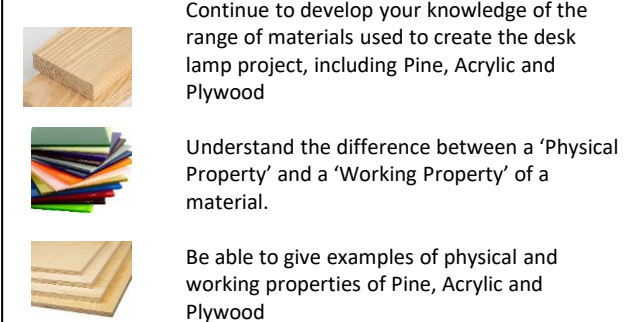 Continue to develop your knowledge of the
range of materials used to create the desk
lamp project, including Pine, Acrylic and
Plywood
Understand the difference between a ‘Physical
Property’ and a ‘Working Property’ of a
material.
Be able to give examples of physical and
working properties of Pine, Acrylic and
Plywood